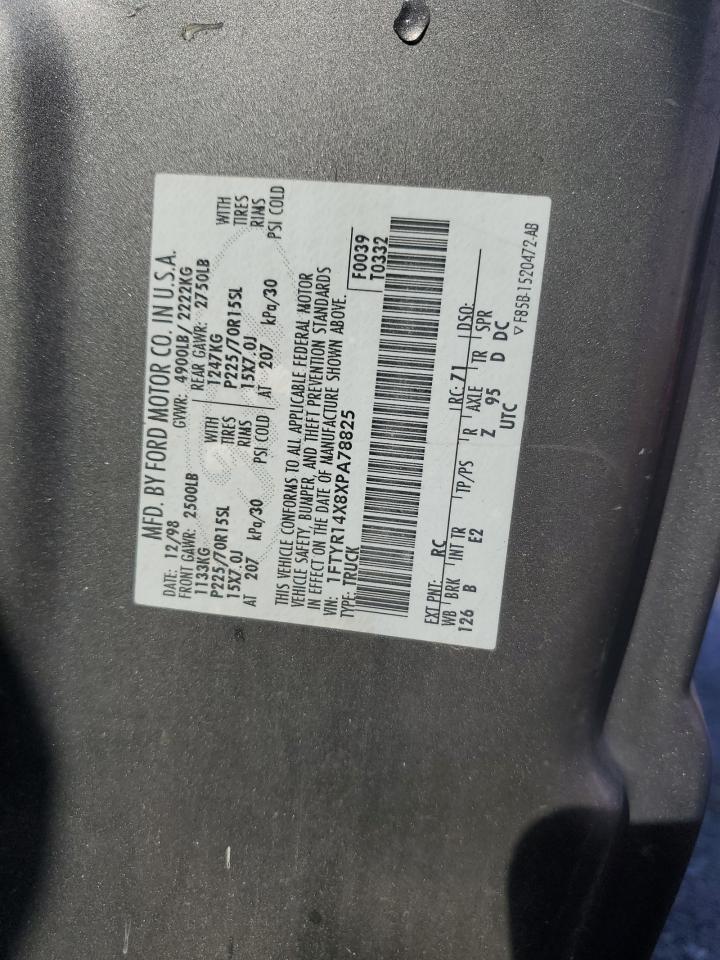 MFD. BY FORD MOTOR CO. IN U.S.A.
DATE: 12/98 GVWR: 4900LB/ 2222KG
FRONT GAWR: 2500LB REAR GAWR: 2750LB
1133KG WITH 1247KG WITH
P225/70R15SL TIRES P225/70R15SL TIRES
15X7.0J RIMS 15X7.0J RIMS
AT 207 kPa/30 PSI COLD AT 207 kPa/30 PSI COLD
THIS VEHICLE CONFORMS TO ALL APPLICABLE FEDERAL MOTOR
VEHICLE SAFETY, BUMPER, AND THEFT PREVENTION STANDARDS
IN EFFECT ON THE DATE OF MANUFACTURE SHOWN ABOVE.
VIN: 1FTYR14X8XPA78825 F0039
TYPE: TRUCK T0332
EXT PNT: RC RC: 71 DSO:
WB BRK INT TR TP/PS R AXLE TR SPR
126 B E2 Z 95 D DC
UTC
▽ F85B-1520472-AB